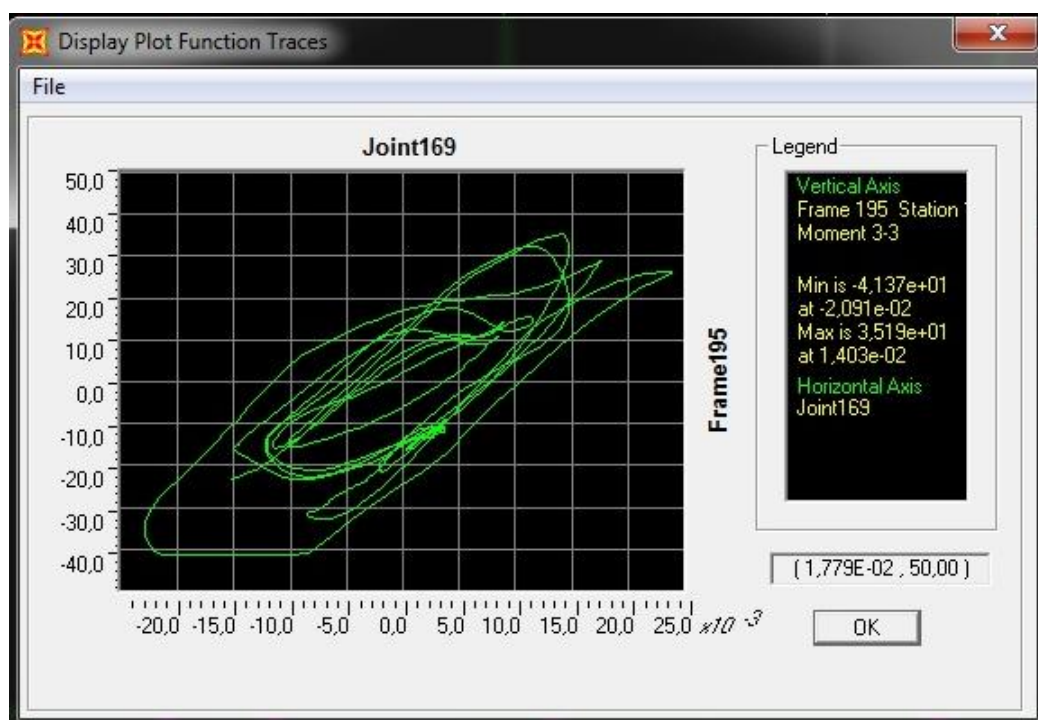 Display Plot Function Traces
File
Joint169
50,0
40,0
30,0
20,0
10,0
0,0
-10,0
-20,0
-30,0
-40,0
-20,0 -15,0 -10,0 -5,0 0,0 5,0 10,0 15,0 20,0 25,0 x10 -3
Frame195
Legend
Vertical Axis
Frame 195 Station
Moment 3-3
Min is -4,137e+01
at -2,091e-02
Max is 3,519e+01
at 1,403e-02
Horizontal Axis
Joint169
( 1,779E-02 , 50,00 )
OK